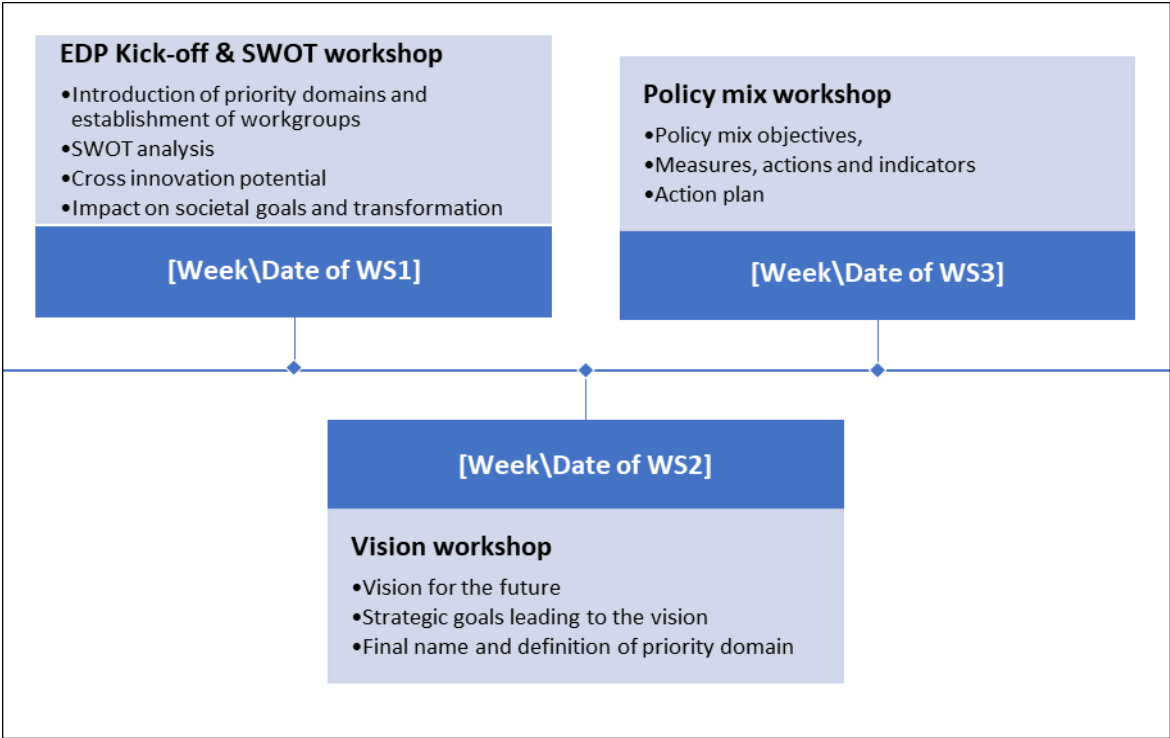 EDP Kick-off & SWOT workshop
•Introduction of priority domains and
establishment of workgroups
•SWOT analysis
•Cross innovation potential
•Impact on societal goals and transformation
[Week\Date of WS1]
Policy mix workshop
•Policy mix objectives,
•Measures, actions and indicators
•Action plan
[Week\Date of WS3]
[Week\Date of WS2]
Vision workshop
•Vision for the future
•Strategic goals leading to the vision
•Final name and definition of priority domain